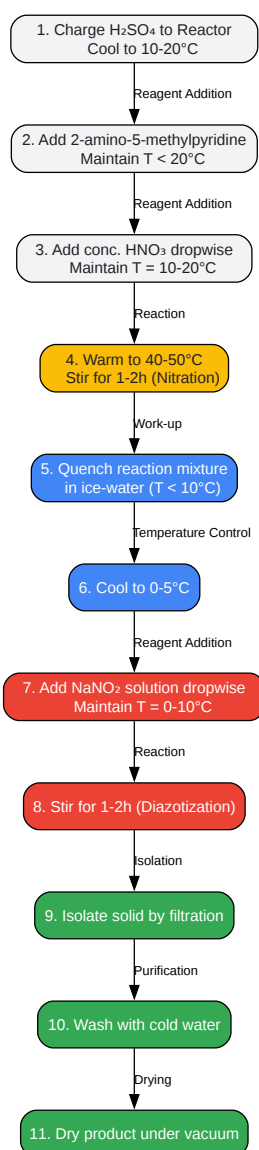 1. Charge H₂SO₄ to Reactor
Cool to 10-20°C
Reagent Addition
2. Add 2-amino-5-methylpyridine
Maintain T < 20°C
Reagent Addition
3. Add conc. HNO₃ dropwise
Maintain T = 10-20°C
Reaction
4. Warm to 40-50°C
Stir for 1-2h (Nitration)
Work-up
5. Quench reaction mixture
in ice-water (T < 10°C)
Temperature Control
6. Cool to 0-5°C
Reagent Addition
7. Add NaNO₂ solution dropwise
Maintain T = 0-10°C
Reaction
8. Stir for 1-2h (Diazotization)
Isolation
9. Isolate solid by filtration
Purification
10. Wash with cold water
Drying
11. Dry product under vacuum